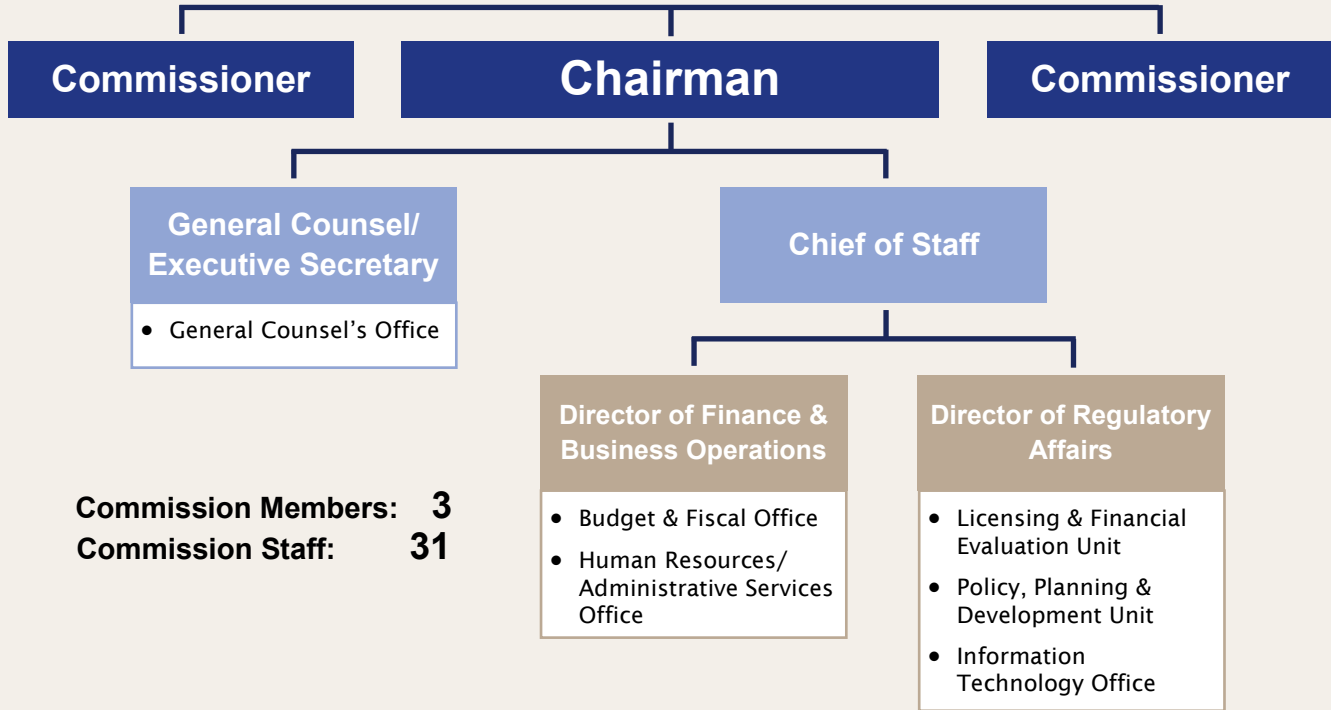 Commissioner
Chairman
Commissioner
General Counsel/
Executive Secretary
• General Counsel’s Office
Chief of Staff
Director of Finance &
Business Operations
• Budget & Fiscal Office
• Human Resources/
Administrative Services
Office
Director of Regulatory
Affairs
• Licensing & Financial
Evaluation Unit
• Policy, Planning &
Development Unit
• Information
Technology Office
Commission Members: 3
Commission Staff: 31